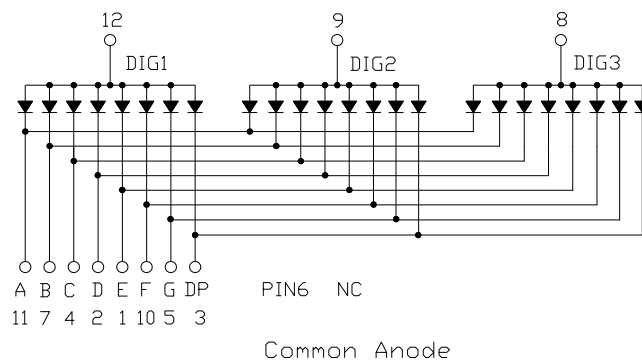 12 9 8
DIG1 DIG2 DIG3
A B C D E F G DP PIN6 NC
11 7 4 2 1 10 5 3
Common Anode